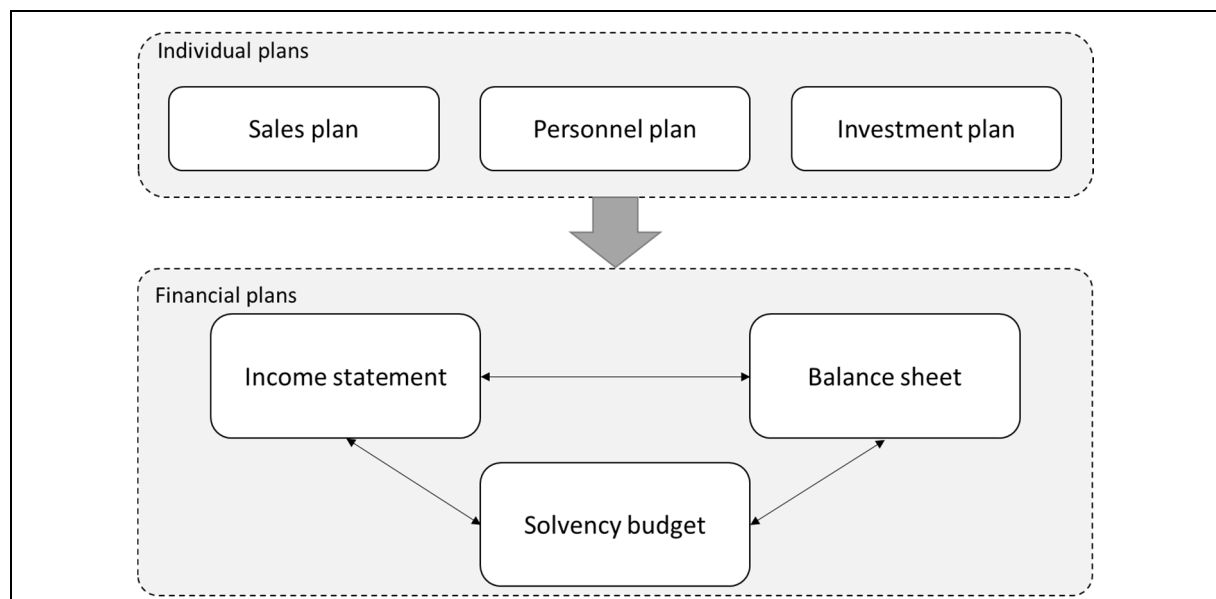 Individual plans
Sales plan
Personnel plan
Investment plan
Financial plans
Income statement
Balance sheet
Solvency budget